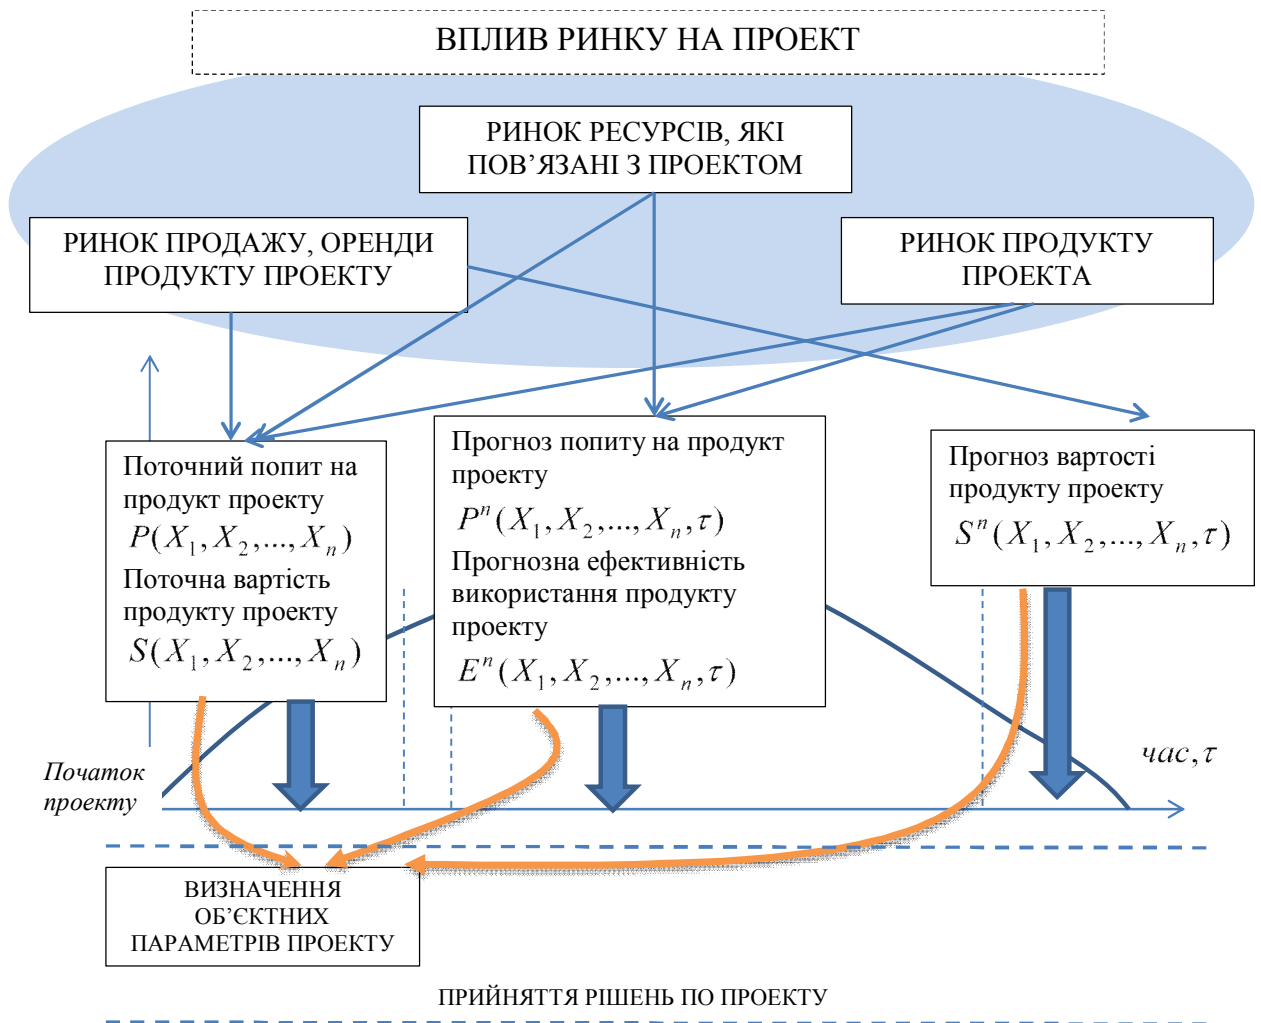 ВПЛИВ РИНКУ НА ПРОЕКТ
РИНОК РЕСУРСІВ, ЯКІ
ПОВ’ЯЗАНІ З ПРОЕКТОМ
РИНОК ПРОДАЖУ, ОРЕНДИ
ПРОДУКТУ ПРОЕКТУ
РИНОК ПРОДУКТУ
ПРОЕКТА
Поточний попит на
продукт проекту
P(X₁, X₂,..., Xₙ)
Поточна вартість
продукту проекту
S(X₁, X₂,..., Xₙ)
Прогноз попиту на продукт
проекту
Pⁿ(X₁, X₂,..., Xₙ, τ)
Прогнозна ефективність
використання продукту
проекту
Eⁿ(X₁, X₂,..., Xₙ, τ)
Прогноз вартості
продукту проекту
Sⁿ(X₁, X₂,..., Xₙ, τ)
час, τ
Початок
проекту
ВИЗНАЧЕННЯ
ОБ’ЄКТНИХ
ПАРАМЕТРІВ ПРОЕКТУ
ПРИЙНЯТТЯ РІШЕНЬ ПО ПРОЕКТУ